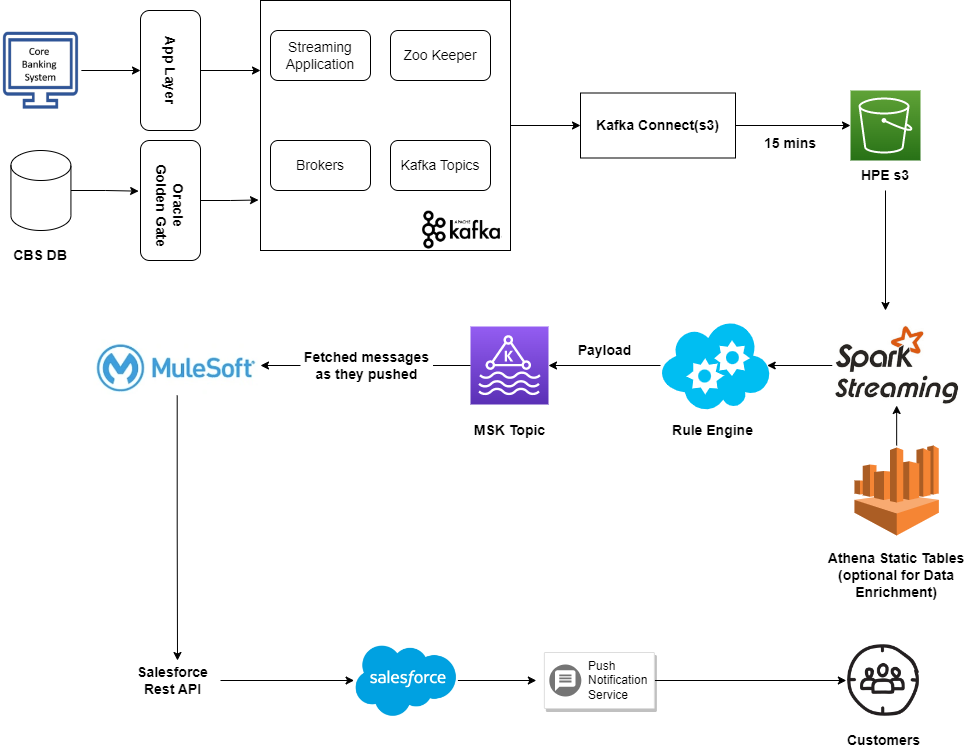 Core
Banking
System
App Layer
Streaming
Application
Zoo Keeper
Brokers
Kafka Topics
APACHE
kafka
Kafka Connect(s3)
15 mins
HPE s3
CBS DB
Oracle
Golden Gate
MuleSoft
Fetched messages
as they pushed
K
MSK Topic
Payload
Rule Engine
Spark
Streaming
Athena Static Tables
(optional for Data
Enrichment)
Salesforce
Rest API
salesforce
Push
Notification
Service
Customers